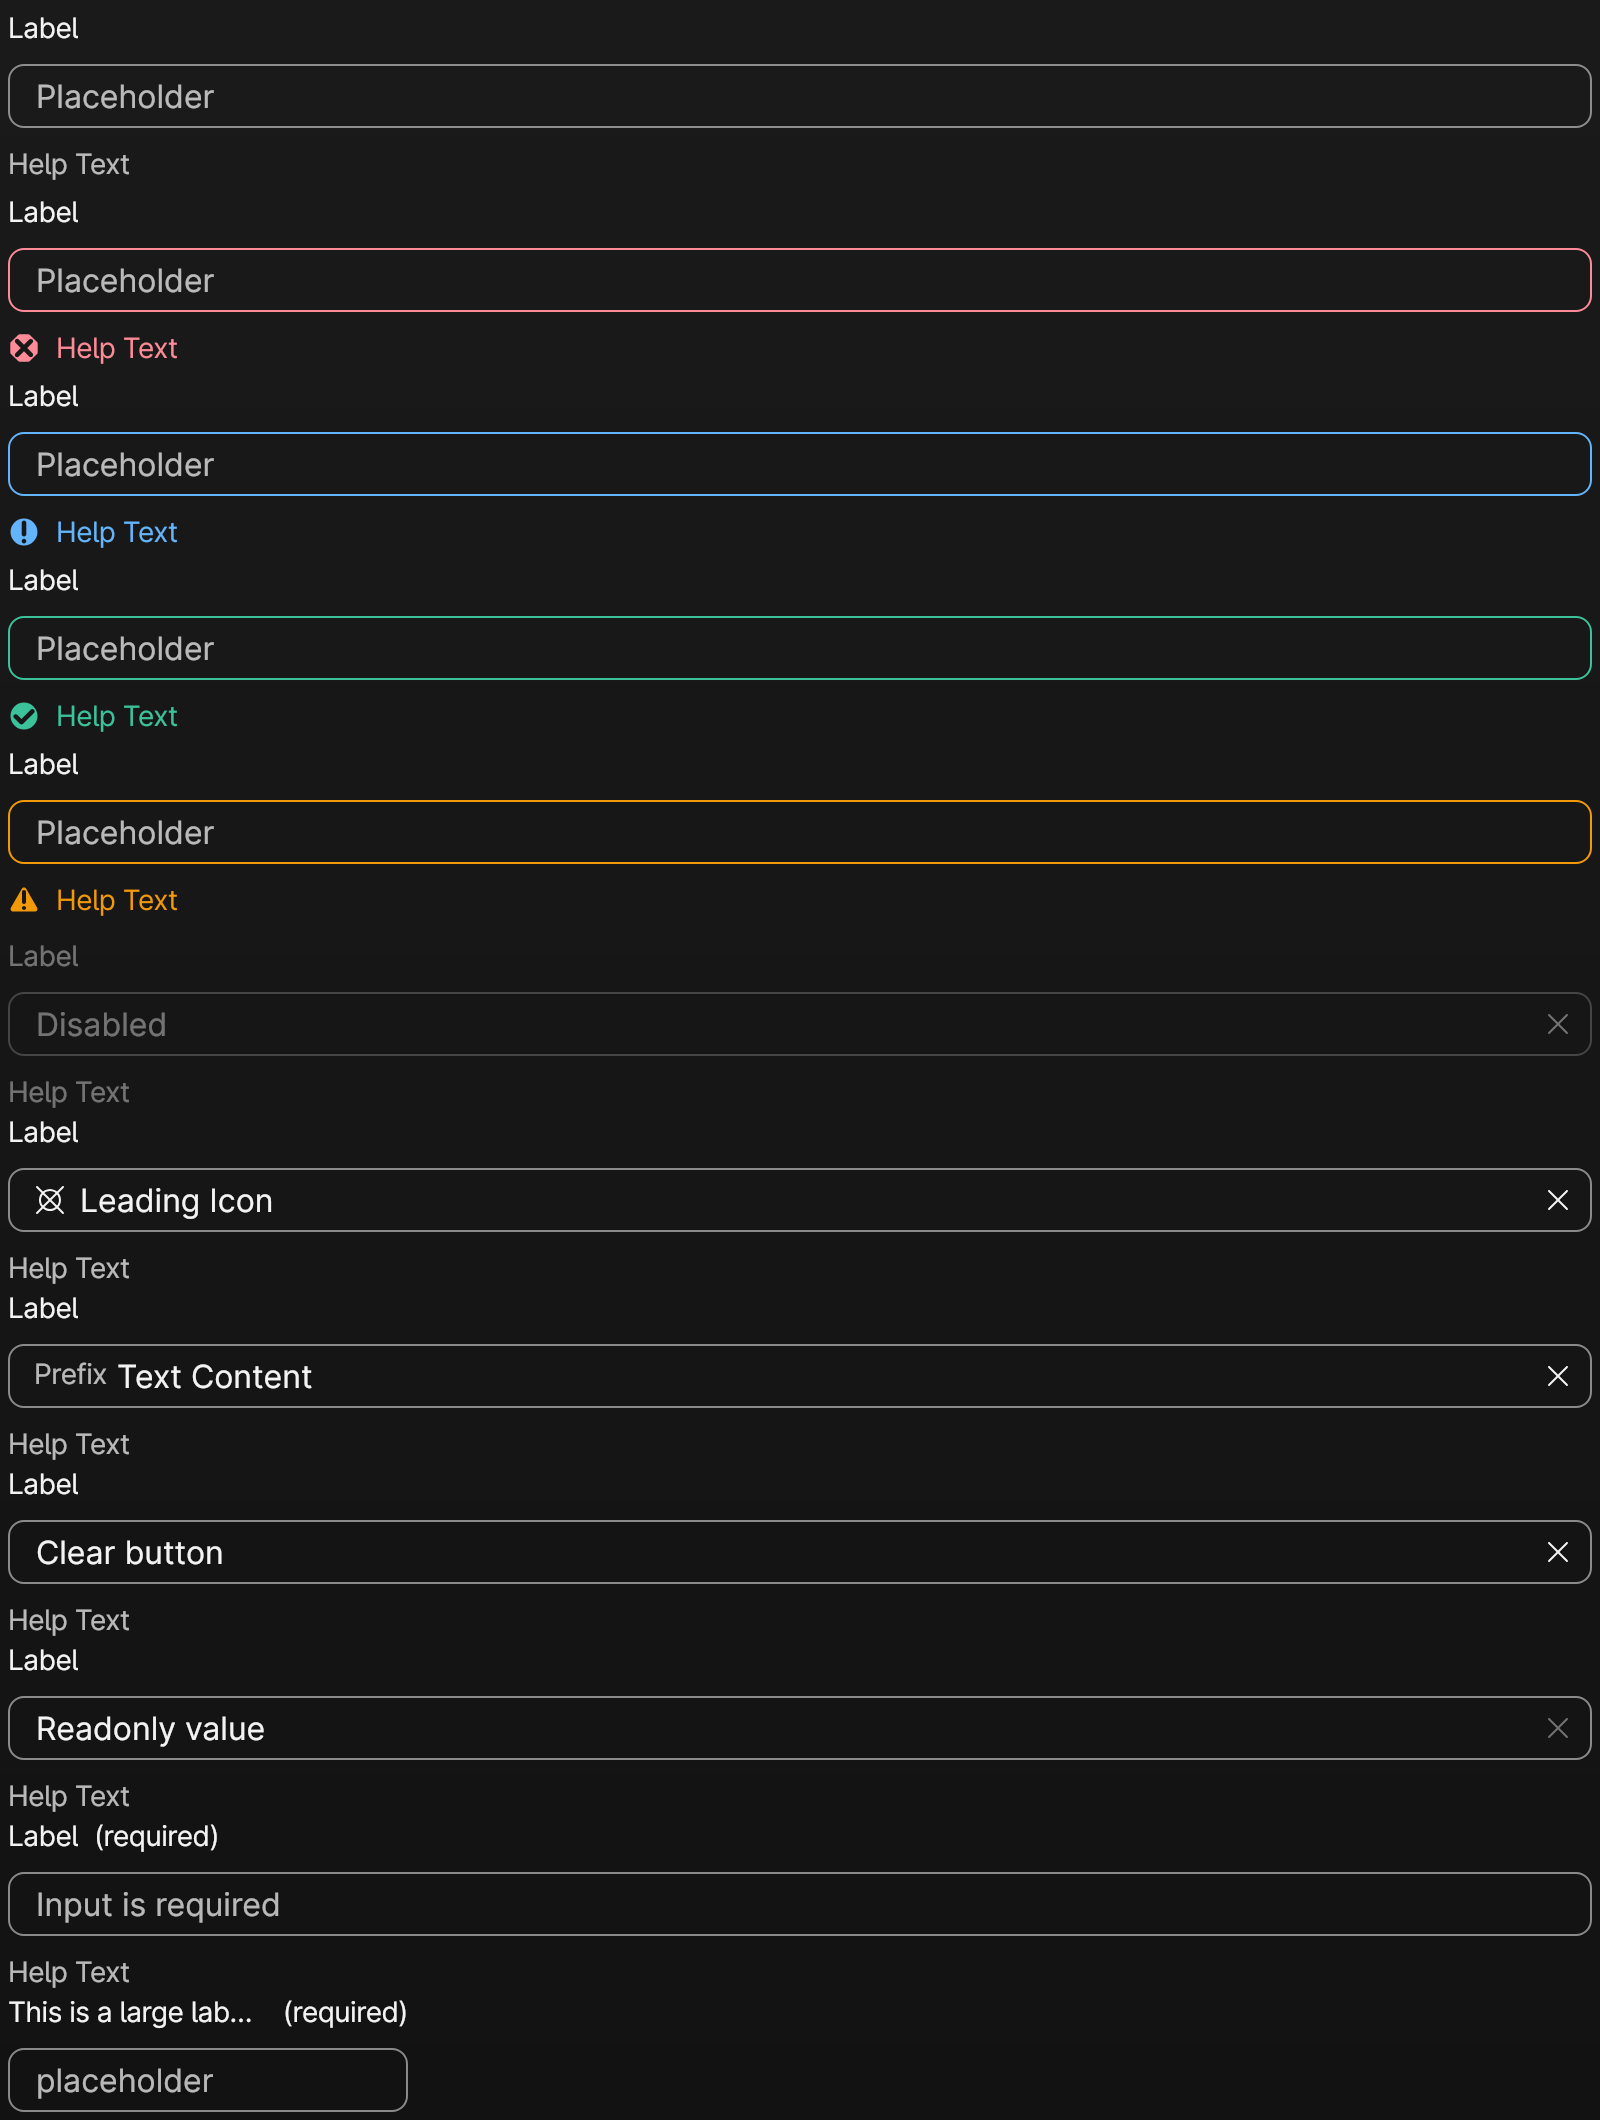 Label
Placeholder
Help Text
Label
Placeholder
Help Text
Label
Placeholder
Help Text
Label
Placeholder
Help Text
Label
Placeholder
Help Text
Label
Disabled
Help Text
Label
Leading Icon
Help Text
Label
Prefix Text Content
Help Text
Label
Clear button
Help Text
Label
Readonly value
Help Text
Label (required)
Input is required
Help Text
This is a large lab... (required)
placeholder